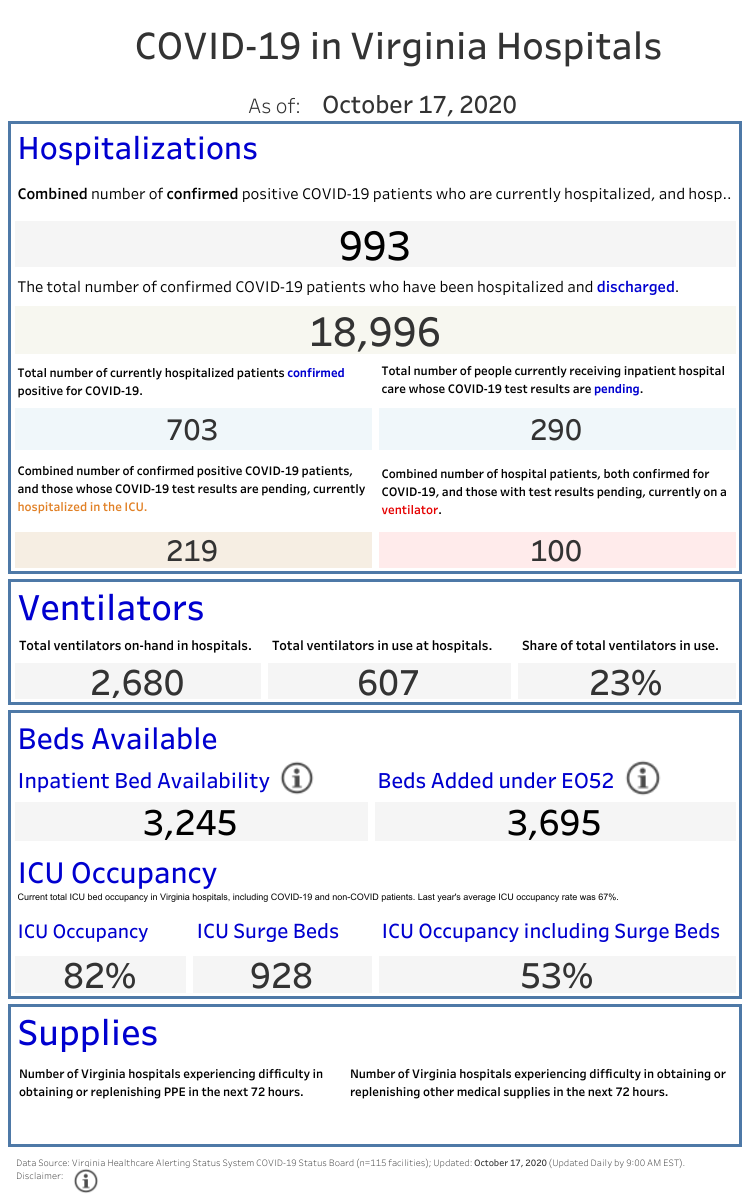 COVID-19 in Virginia Hospitals
As of: October 17, 2020
Hospitalizations
Combined number of confirmed positive COVID-19 patients who are currently hospitalized, and hosp..
993
The total number of confirmed COVID-19 patients who have been hospitalized and discharged.
18,996
Total number of currently hospitalized patients confirmed
positive for COVID-19.
703
Total number of people currently receiving inpatient hospital
care whose COVID-19 test results are pending.
290
Combined number of confirmed positive COVID-19 patients,
and those whose COVID-19 test results are pending, currently
hospitalized in the ICU.
219
Combined number of hospital patients, both confirmed for
COVID-19, and those with test results pending, currently on a
ventilator.
100
Ventilators
Total ventilators on-hand in hospitals.
2,680
Total ventilators in use at hospitals.
607
Share of total ventilators in use.
23%
Beds Available
Inpatient Bed Availability
3,245
Beds Added under EO52
3,695
ICU Occupancy
Current total ICU bed occupancy in Virginia hospitals, including COVID-19 and non-COVID patients. Last year's average ICU occupancy rate was 67%.
ICU Occupancy
82%
ICU Surge Beds
928
ICU Occupancy including Surge Beds
53%
Supplies
Number of Virginia hospitals experiencing difficulty in
obtaining or replenishing PPE in the next 72 hours.
Number of Virginia hospitals experiencing difficulty in obtaining or
replenishing other medical supplies in the next 72 hours.
Data Source: Virginia Healthcare Alerting Status System COVID-19 Status Board (n=115 facilities); Updated: October 17, 2020 (Updated Daily by 9:00 AM EST).
Disclaimer: